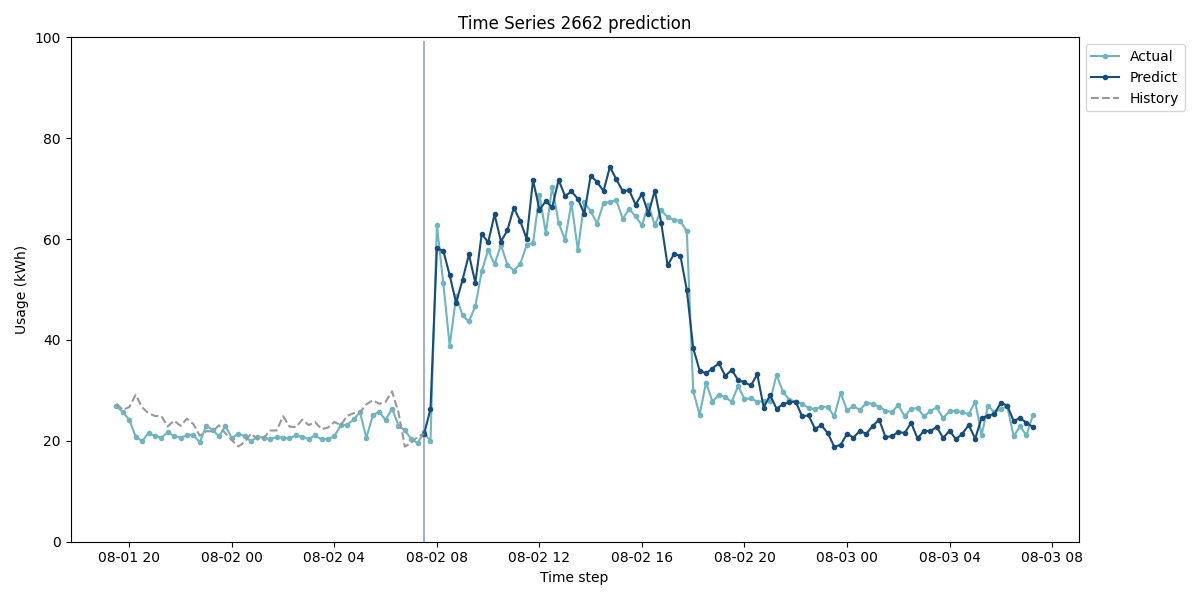 Time Series 2662 prediction
Actual
Predict
History
Usage (kWh)
100
80
60
40
20
0
08-01 20 08-02 00 08-02 04 08-02 08 08-02 12 08-02 16 08-02 20 08-03 00 08-03 04 08-03 08
Time step